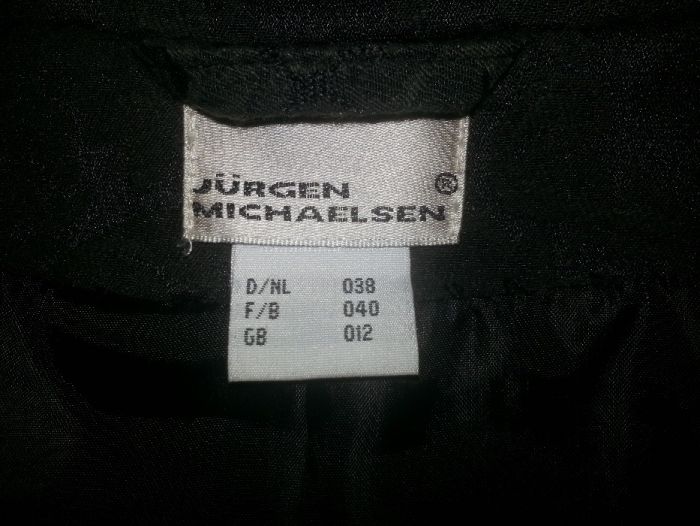 JÜRGEN ®
MICHAELSEN
D/NL 038
F/B 040
GB 012